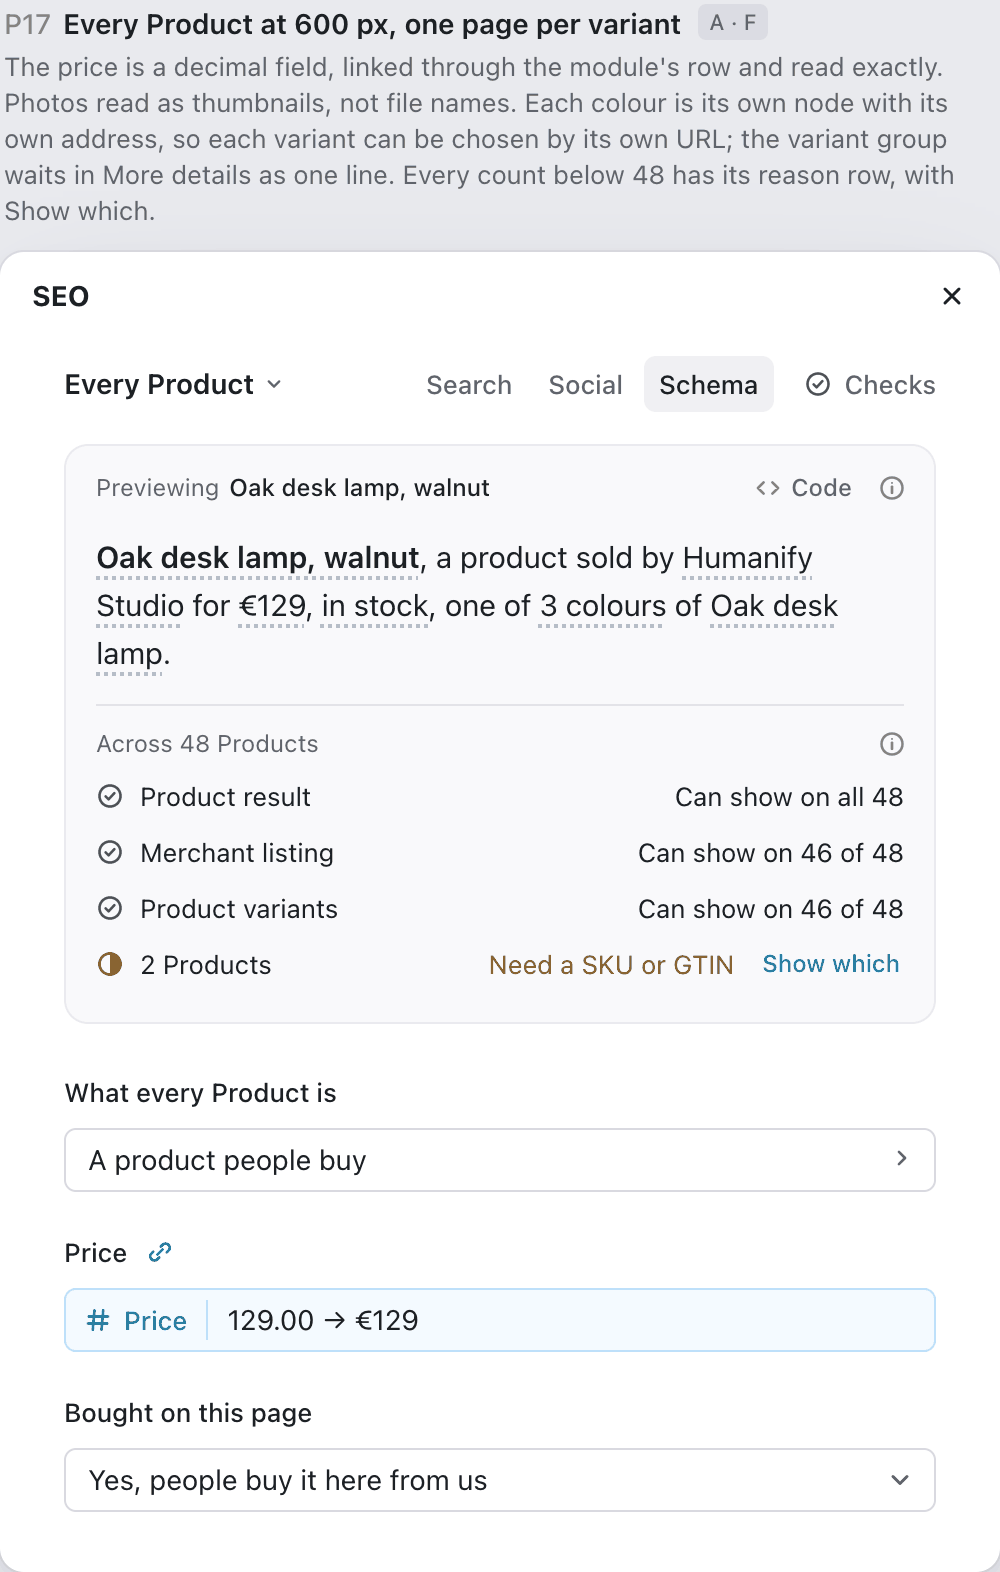 P17 Every Product at 600 px, one page per variant A · F
The price is a decimal field, linked through the module's row and read exactly.
Photos read as thumbnails, not file names. Each colour is its own node with its
own address, so each variant can be chosen by its own URL; the variant group
waits in More details as one line. Every count below 48 has its reason row, with
Show which.
SEO
Every Product Search Social Schema Checks
Previewing Oak desk lamp, walnut <> Code
Oak desk lamp, walnut, a product sold by Humanify
Studio for €129, in stock, one of 3 colours of Oak desk
lamp.
Across 48 Products
Product result Can show on all 48
Merchant listing Can show on 46 of 48
Product variants Can show on 46 of 48
2 Products Need a SKU or GTIN Show which
What every Product is
A product people buy
Price
# Price 129.00 → €129
Bought on this page
Yes, people buy it here from us